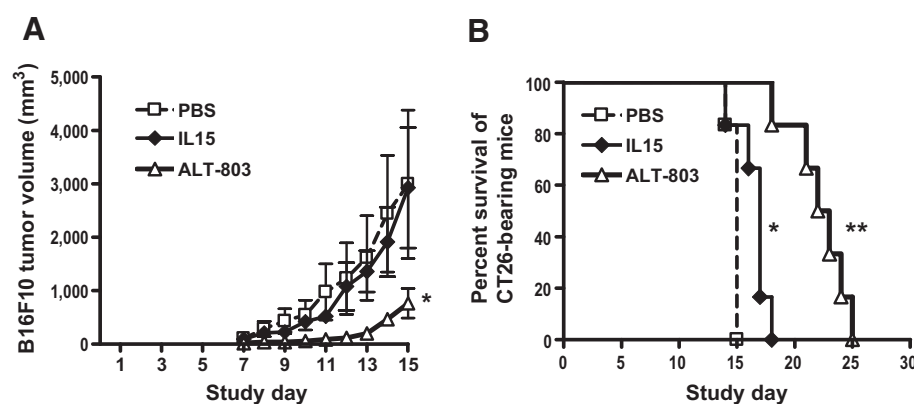 A
B16F10 tumor volume (mm³)
5,000
4,000
3,000
2,000
1,000
0
PBS
IL15
ALT-803
*
1 3 5 7 9 11 13 15
Study day
B
Percent survival of
CT26-bearing mice
100
80
60
40
20
0
PBS
IL15
ALT-803
* **
0 5 10 15 20 25 30
Study day